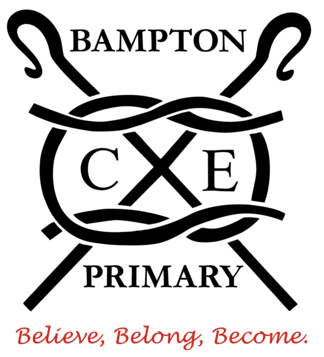 BAMPTON
C E
PRIMARY
Believe, Belong, Become.